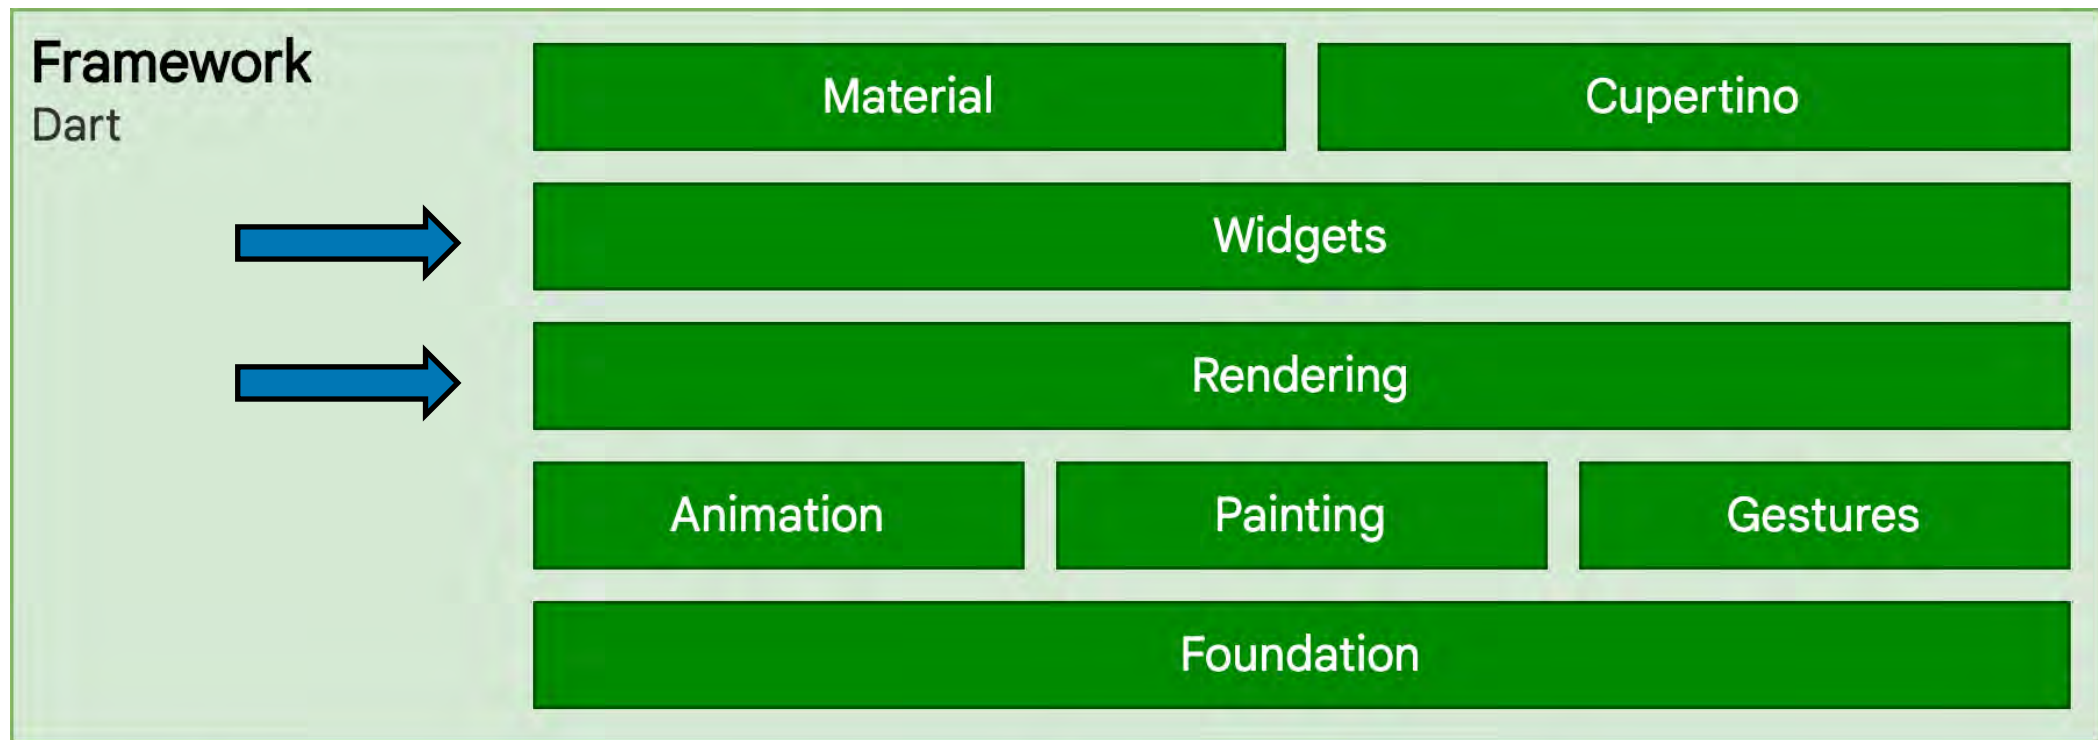 Framework
Dart
Material
Cupertino
Widgets
Rendering
Animation
Painting
Gestures
Foundation